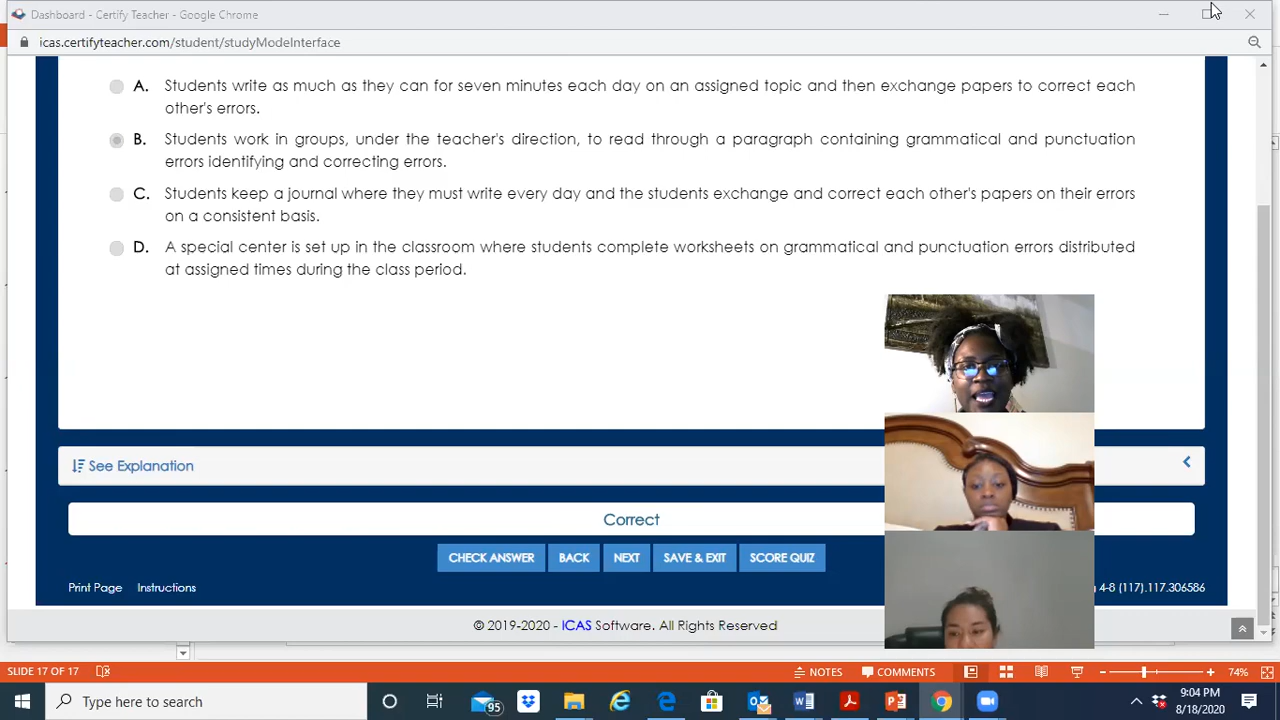 Dashboard - Certify Teacher - Google Chrome
icas.certifyteacher.com/student/studyModeInterface
A. Students write as much as they can for seven minutes each day on an assigned topic and then exchange papers to correct each
other's errors.
B. Students work in groups, under the teacher's direction, to read through a paragraph containing grammatical and punctuation
errors identifying and correcting errors.
C. Students keep a journal where they must write every day and the students exchange and correct each other's papers on their errors
on a consistent basis.
D. A special center is set up in the classroom where students complete worksheets on grammatical and punctuation errors distributed
at assigned times during the class period.
See Explanation
Correct
CHECK ANSWER BACK NEXT SAVE & EXIT SCORE QUIZ
Print Page Instructions 4-8 (117).117.306586
© 2019-2020 - ICAS Software. All Rights Reserved
SLIDE 17 OF 17 NOTES COMMENTS 74%
Type here to search 95 9:04 PM
8/18/2020